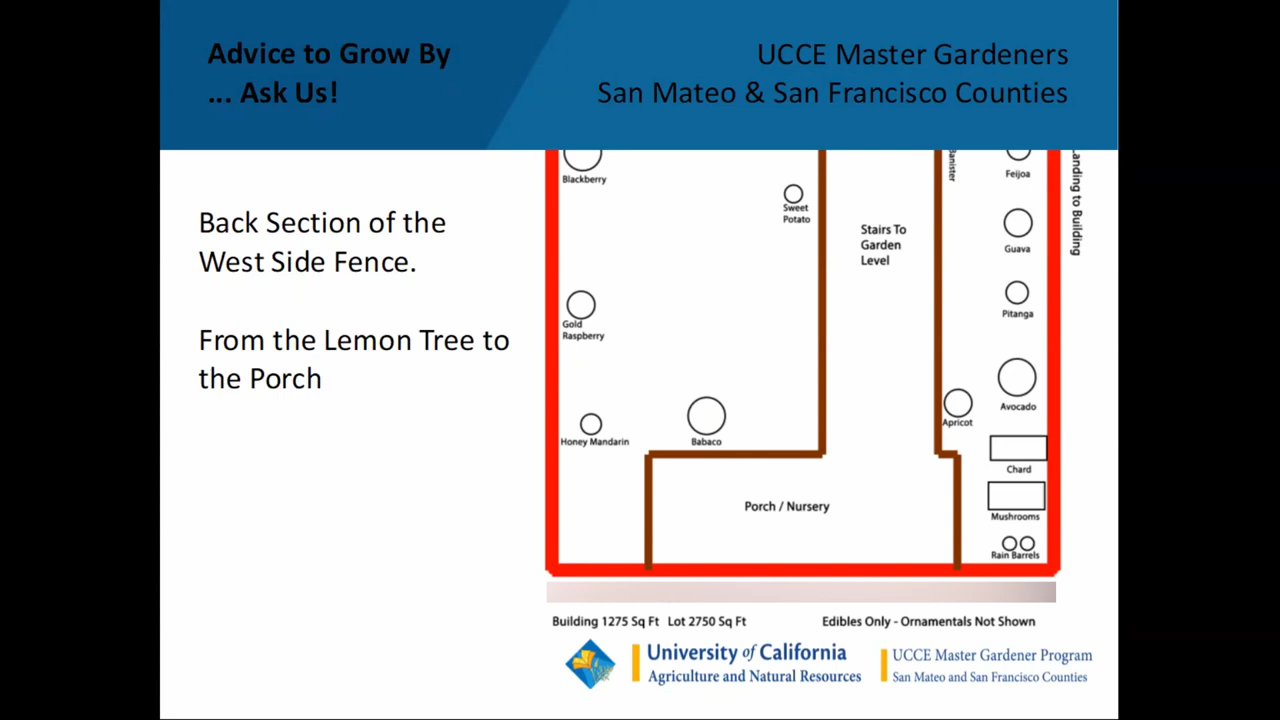 Advice to Grow By
... Ask Us!
UCCE Master Gardeners
San Mateo & San Francisco Counties
Back Section of the
West Side Fence.
From the Lemon Tree to
the Porch
Blackberry
Sweet
Potato
Banister
Feijoa
Landing to Building
Stairs To
Garden
Level
Guava
Pitanga
Gold
Raspberry
Avocado
Apricot
Honey Mandarin
Babaco
Chard
Porch / Nursery
Mushrooms
Rain Barrels
Building 1275 Sq Ft Lot 2750 Sq Ft
Edibles Only - Ornamentals Not Shown
University of California
Agriculture and Natural Resources
UCCE Master Gardener Program
San Mateo and San Francisco Counties